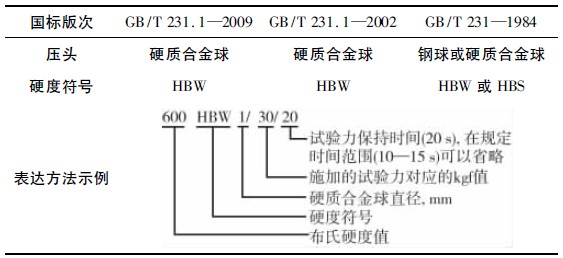 国标版次 GB/T 231.1—2009 GB/T 231.1—2002 GB/T 231—1984
压头 硬质合金球 硬质合金球 钢球或硬质合金球
硬度符号 HBW HBW HBW 或 HBS
表达方法示例
600 HBW 1/30/20
试验力保持时间(20 s),在规定
时间范围(10—15 s)可以省略
施加的试验力对应的kgf值
硬质合金球直径, mm
硬度符号
布氏硬度值